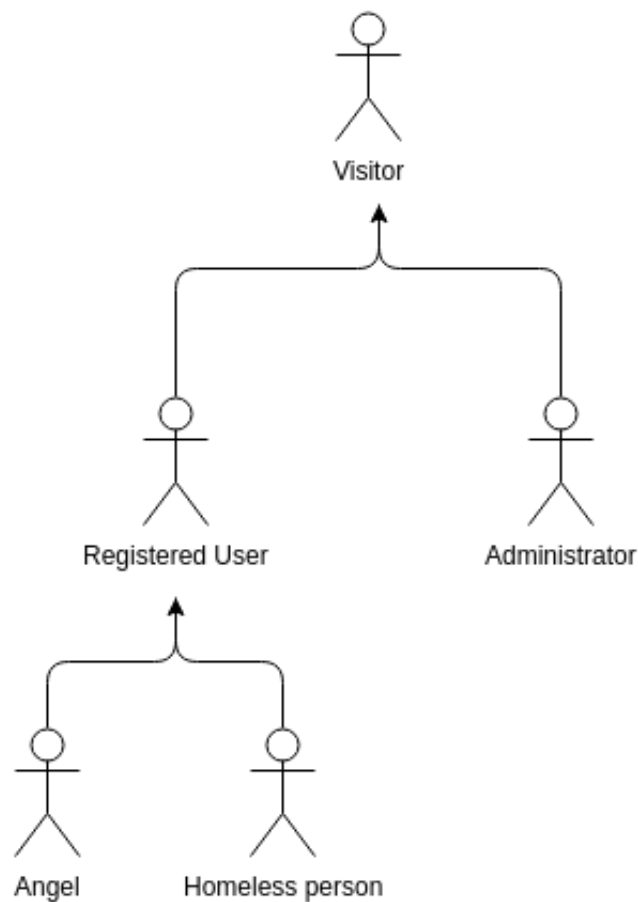 Visitor
Registered User
Administrator
Angel
Homeless person